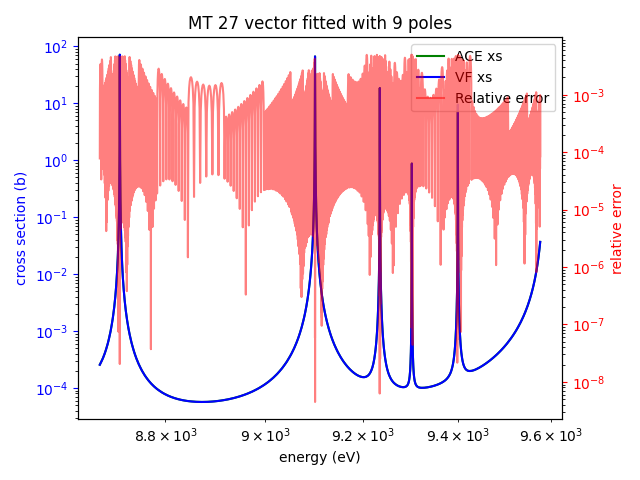 MT 27 vector fitted with 9 poles
ACE xs
VF xs
Relative error
cross section (b)
10²
10¹
10⁰
10⁻¹
10⁻²
10⁻³
10⁻⁴
relative error
10⁻³
10⁻⁴
10⁻⁵
10⁻⁶
10⁻⁷
10⁻⁸
8.8 × 10³ 9 × 10³ 9.2 × 10³ 9.4 × 10³ 9.6 × 10³
energy (eV)